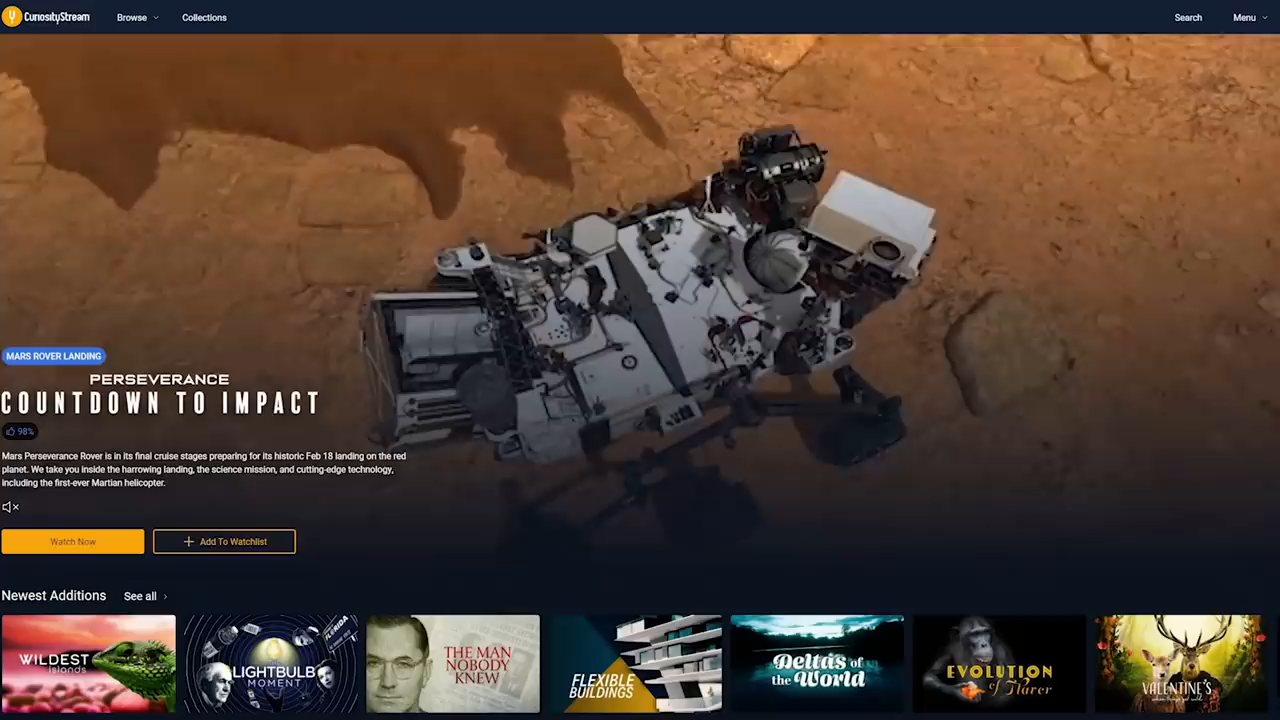 CuriosityStream
Browse
Collections
Search
Menu
MARS ROVER LANDING
PERSEVERANCE
COUNTDOWN TO IMPACT
98%
Mars Perseverance Rover is in its final cruise stages preparing for its historic Feb 18 landing on the red
planet. We take you inside the harrowing landing, the science mission, and cutting-edge technology,
including the first-ever Martian helicopter.
Watch Now
Add To Watchlist
Newest Additions
See all
WILDEST
islands
LIGHTBULB
MOMENT
FLORIDA
THE MAN
NOBODY
KNEW
FLEXIBLE
BUILDINGS
Deltas of
the World
EVOLUTION
of Flavor
VALENTINE'S